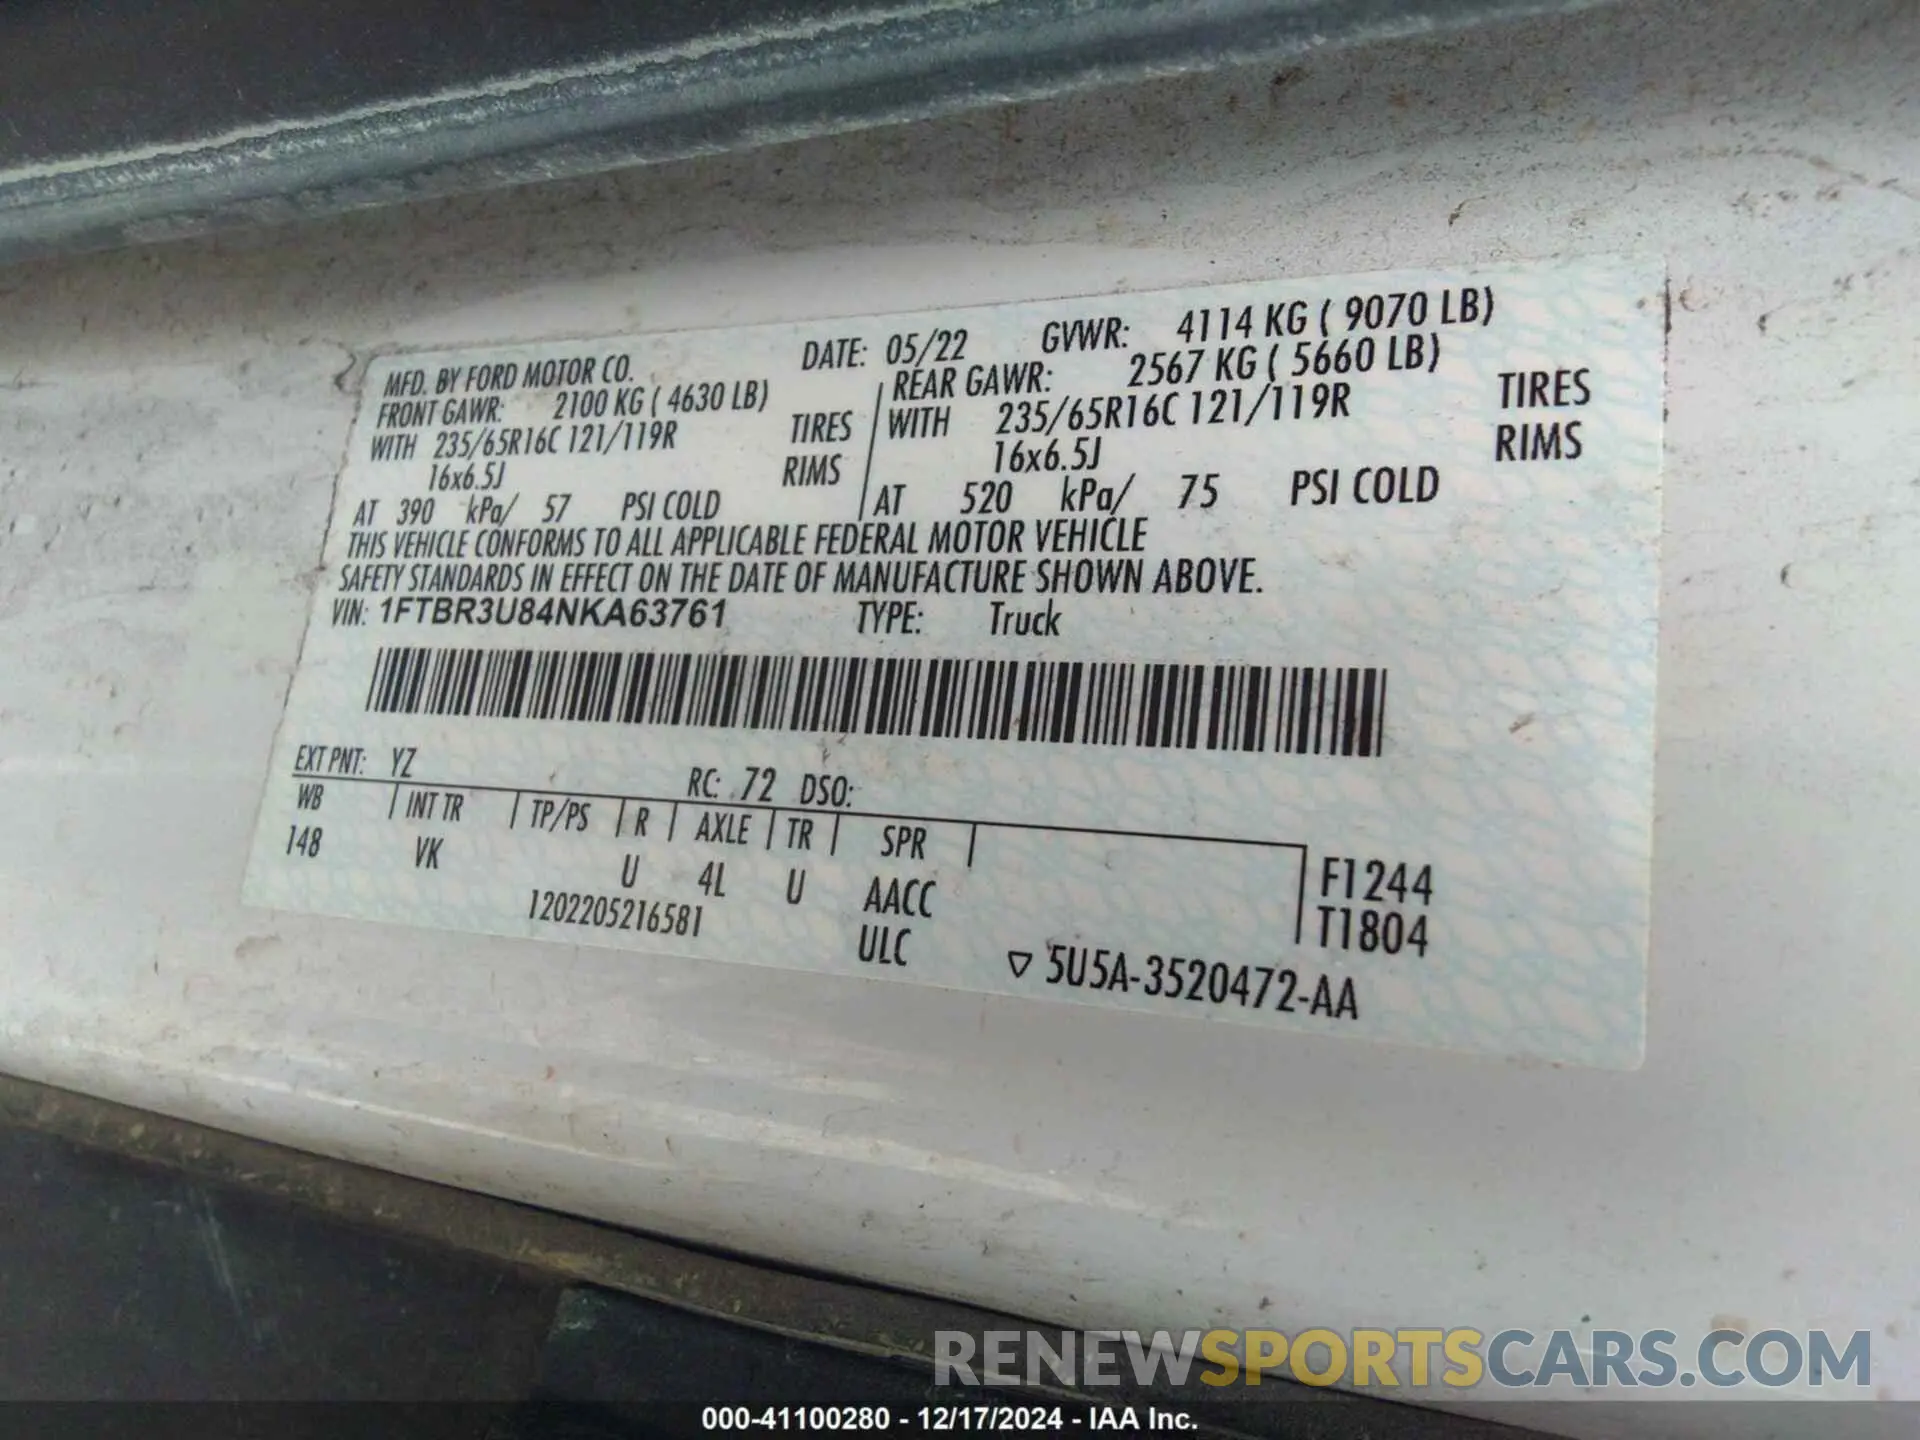 MFD. BY FORD MOTOR CO. DATE: 05/22 GVWR: 4114 KG ( 9070 LB)
FRONT GAWR: 2100 KG ( 4630 LB) REAR GAWR: 2567 KG ( 5660 LB)
WITH 235/65R16C 121/119R TIRES WITH 235/65R16C 121/119R TIRES
16x6.5J RIMS 16x6.5J RIMS
AT 390 kPa/ 57 PSI COLD AT 520 kPa/ 75 PSI COLD
THIS VEHICLE CONFORMS TO ALL APPLICABLE FEDERAL MOTOR VEHICLE
SAFETY STANDARDS IN EFFECT ON THE DATE OF MANUFACTURE SHOWN ABOVE.
VIN: 1FTBR3U84NKA63761 TYPE: Truck
EXT PNT: YZ RC: 72 DSO:
WB INT TR TP/PS R AXLE TR SPR
148 VK U 4L U AACC F1244
1202205216581 ULC T1804
▽ 5U5A-3520472-AA
RENEWSPORTSCARS.COM
000-41100280 - 12/17/2024 - IAA Inc.